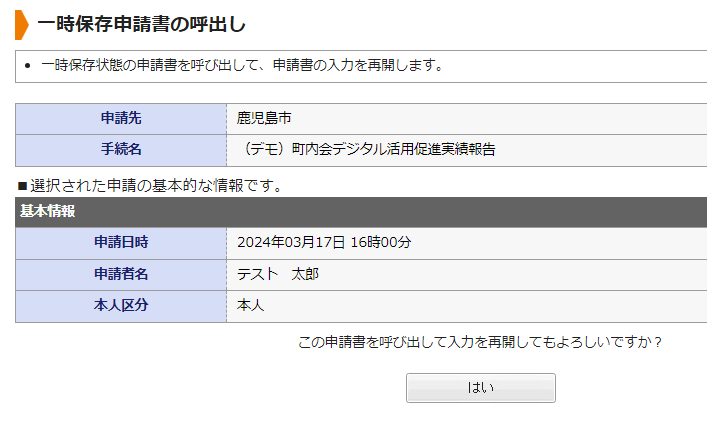 一時保存申請書の呼出し
• 一時保存状態の申請書を呼び出して、申請書の入力を再開します。
申請先 鹿児島市
手続名 （デモ）町内会デジタル活用促進実績報告
■選択された申請の基本的な情報です。
基本情報
申請日時 2024年03月17日 16時00分
申請者名 テスト　太郎
本人区分 本人
この申請書を呼び出して入力を再開してもよろしいですか？
はい